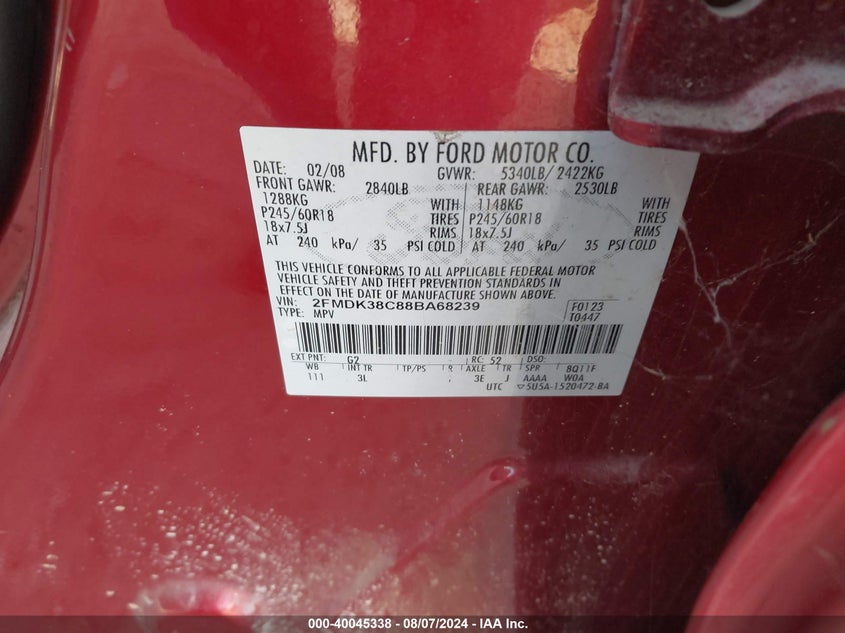 MFD. BY FORD MOTOR CO.
DATE: 02/08 GVWR: 5340LB/ 2422KG
FRONT GAWR: 2840LB REAR GAWR: 2530LB
1288KG WITH 1148KG WITH
P245/60R18 TIRES P245/60R18 TIRES
18x7.5J RIMS 18x7.5J RIMS
AT 240 kPa/ 35 PSI COLD AT 240 kPa/ 35 PSI COLD
THIS VEHICLE CONFORMS TO ALL APPLICABLE FEDERAL MOTOR
VEHICLE SAFETY AND THEFT PREVENTION STANDARDS IN
EFFECT ON THE DATE OF MANUFACTURE SHOWN ABOVE.
VIN: 2FMDK38C88BA68239 F0123
TYPE: MPV T0447
EXT PNT: G2 RC: 52 DSO:
WB INT TR TP/PS R AXLE TR SPR BQ11F
111 3L 3E J AAAA W0A
UTC ▽5U5A-1520472-BA
000-40045338 - 08/07/2024 - IAA Inc.